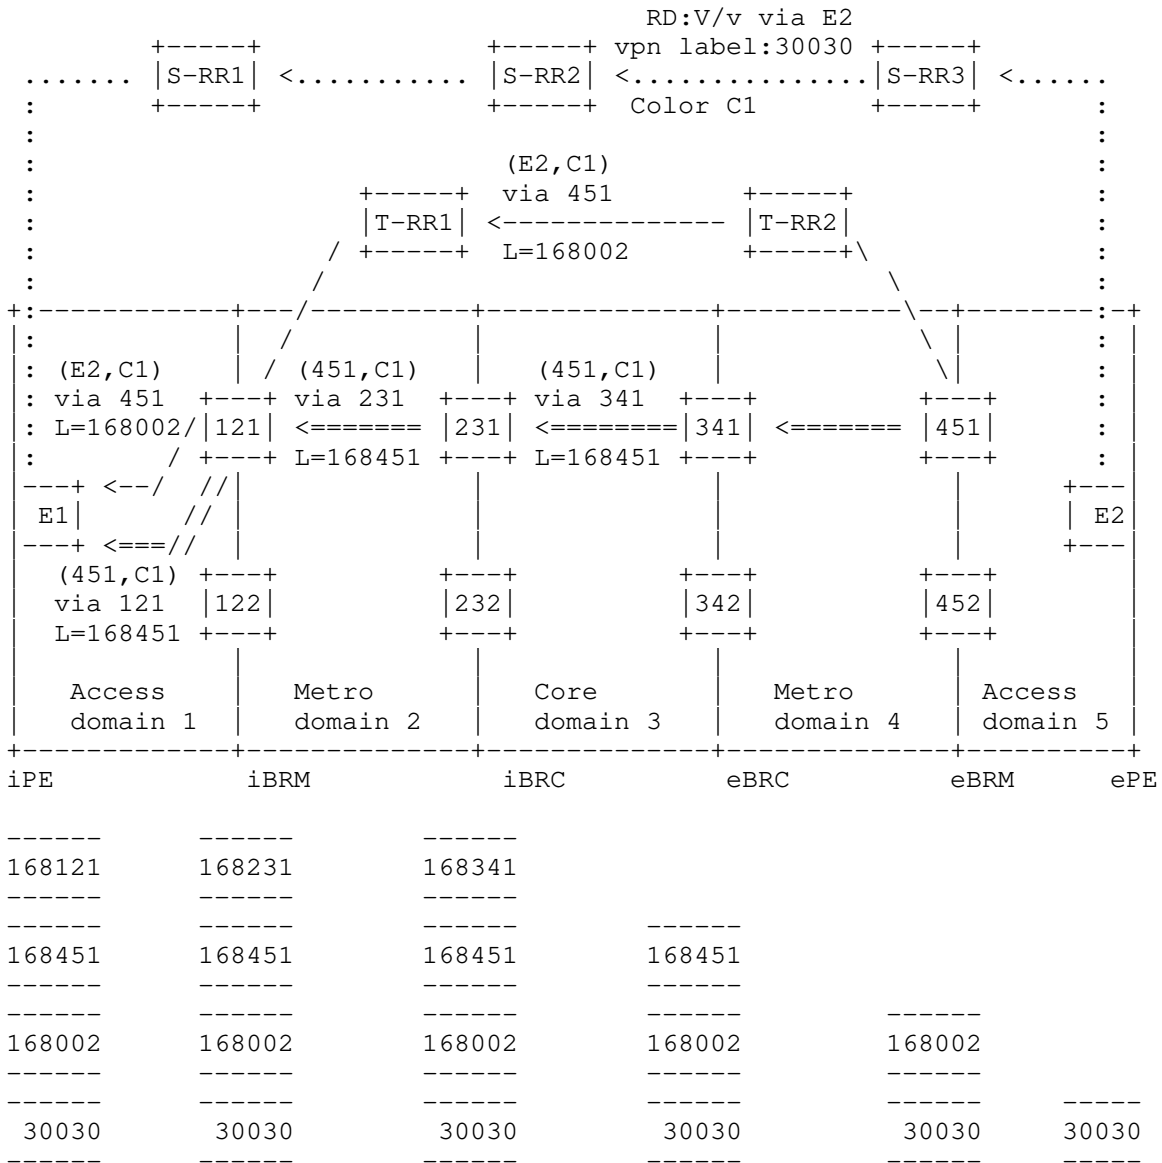 RD:V/v via E2
vpn label:30030
S-RR1 S-RR2 S-RR3
Color C1
(E2,C1)
via 451
T-RR1 T-RR2
L=168002
(E2,C1) (451,C1) (451,C1)
via 451 via 231 via 341
L=168002 121 231 341 451
L=168451 L=168451
E1 E2
(451,C1)
via 121 122 232 342 452
L=168451
Access Metro Core Metro Access
domain 1 domain 2 domain 3 domain 4 domain 5
iPE iBRM iBRC eBRC eBRM ePE
168121 168231 168341
168451 168451 168451 168451
168002 168002 168002 168002 168002
30030 30030 30030 30030 30030 30030